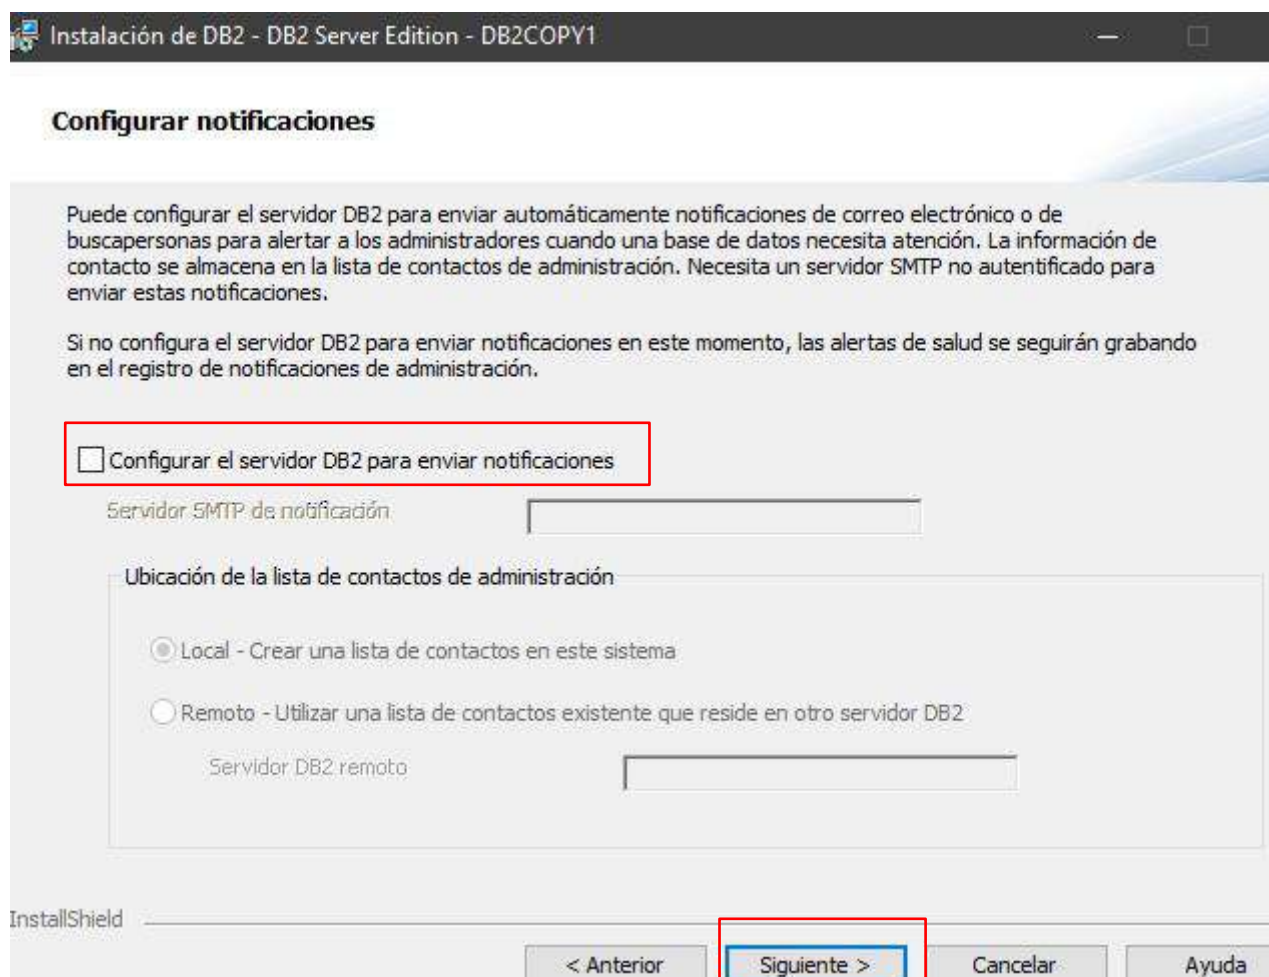 Instalación de DB2 - DB2 Server Edition - DB2COPY1
Configurar notificaciones
Puede configurar el servidor DB2 para enviar automáticamente notificaciones de correo electrónico o de
buscapersonas para alertar a los administradores cuando una base de datos necesita atención. La información de
contacto se almacena en la lista de contactos de administración. Necesita un servidor SMTP no autentificado para
enviar estas notificaciones.
Si no configura el servidor DB2 para enviar notificaciones en este momento, las alertas de salud se seguirán grabando
en el registro de notificaciones de administración.
Configurar el servidor DB2 para enviar notificaciones
Servidor SMTP de notificación
Ubicación de la lista de contactos de administración
Local - Crear una lista de contactos en este sistema
Remoto - Utilizar una lista de contactos existente que reside en otro servidor DB2
Servidor DB2 remoto
InstallShield
< Anterior
Siguiente >
Cancelar
Ayuda